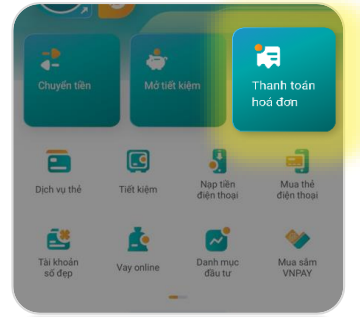 Chuyển tiền
Mở tiết kiệm
Thanh toán
hoá đơn
Dịch vụ thẻ
Tiết kiệm
Nạp tiền
điện thoại
Mua thẻ
điện thoại
Tài khoản
số đẹp
Vay online
Danh mục
đầu tư
Mua sắm
VNPAY